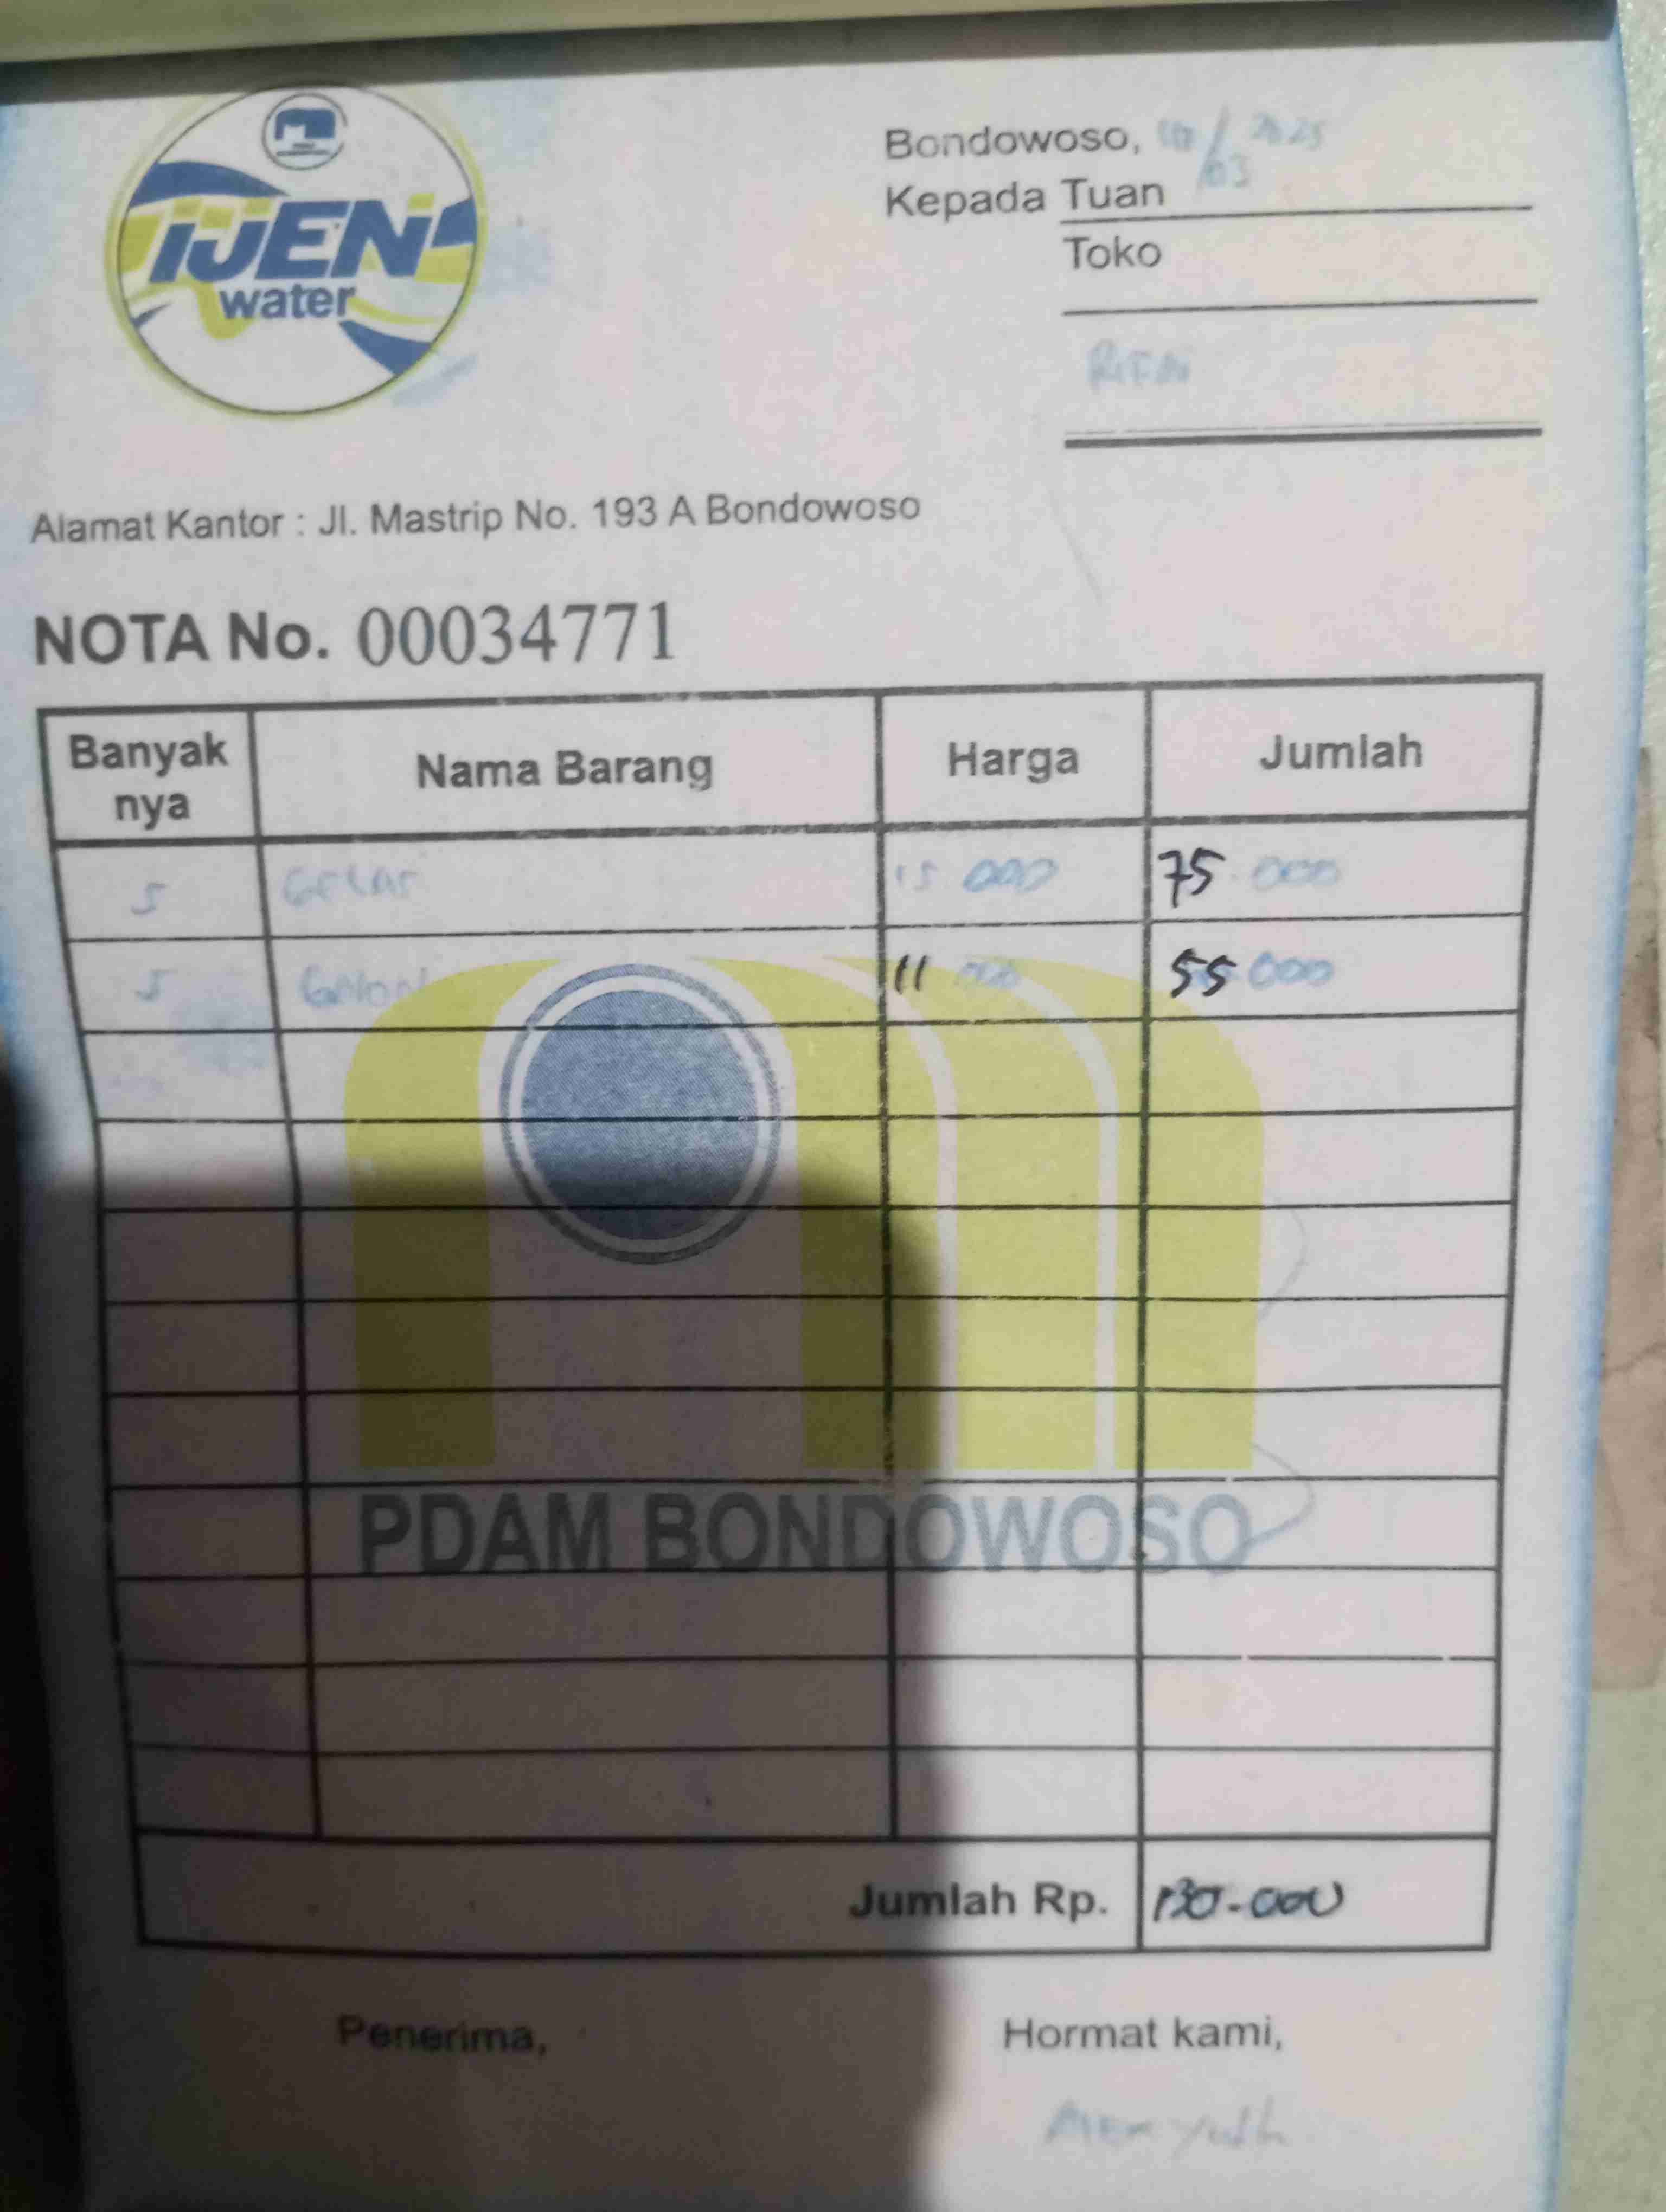 IJEN
water
Bondowoso, 10/03 2025
Kepada Tuan
Toko
Alamat Kantor : Jl. Mastrip No. 193 A Bondowoso
NOTA No. 00034771
Banyak nya Nama Barang Harga Jumlah
5 GELAS 15 000 75.000
5 Galon 11 000 55 000
PDAM BONDOWOSO
Jumlah Rp. 130.000
Penerima, Hormat kami,